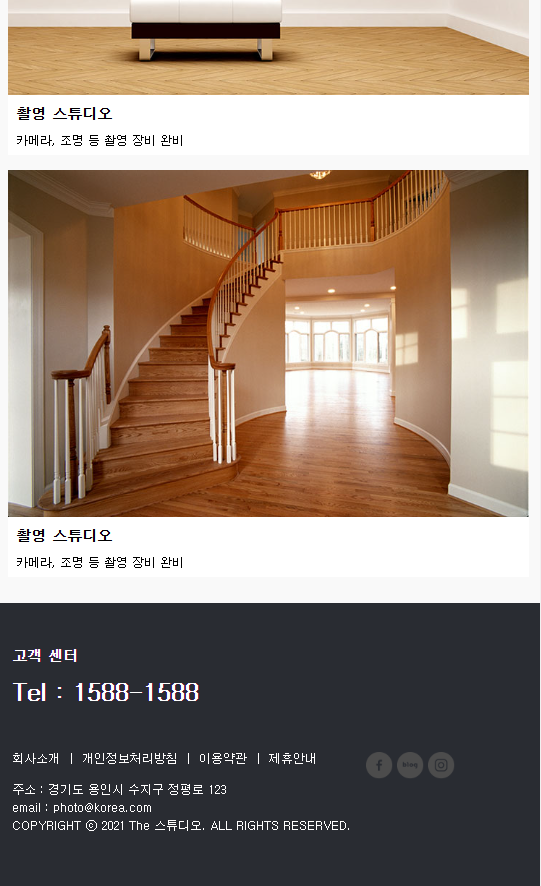 촬영 스튜디오
카메라, 조명 등 촬영 장비 완비
촬영 스튜디오
카메라, 조명 등 촬영 장비 완비
고객 센터
Tel : 1588-1588
회사소개 | 개인정보처리방침 | 이용약관 | 제휴안내
f blog
주소 : 경기도 용인시 수지구 정평로 123
email : photo@korea.com
COPYRIGHT ⓒ 2021 The 스튜디오. ALL RIGHTS RESERVED.